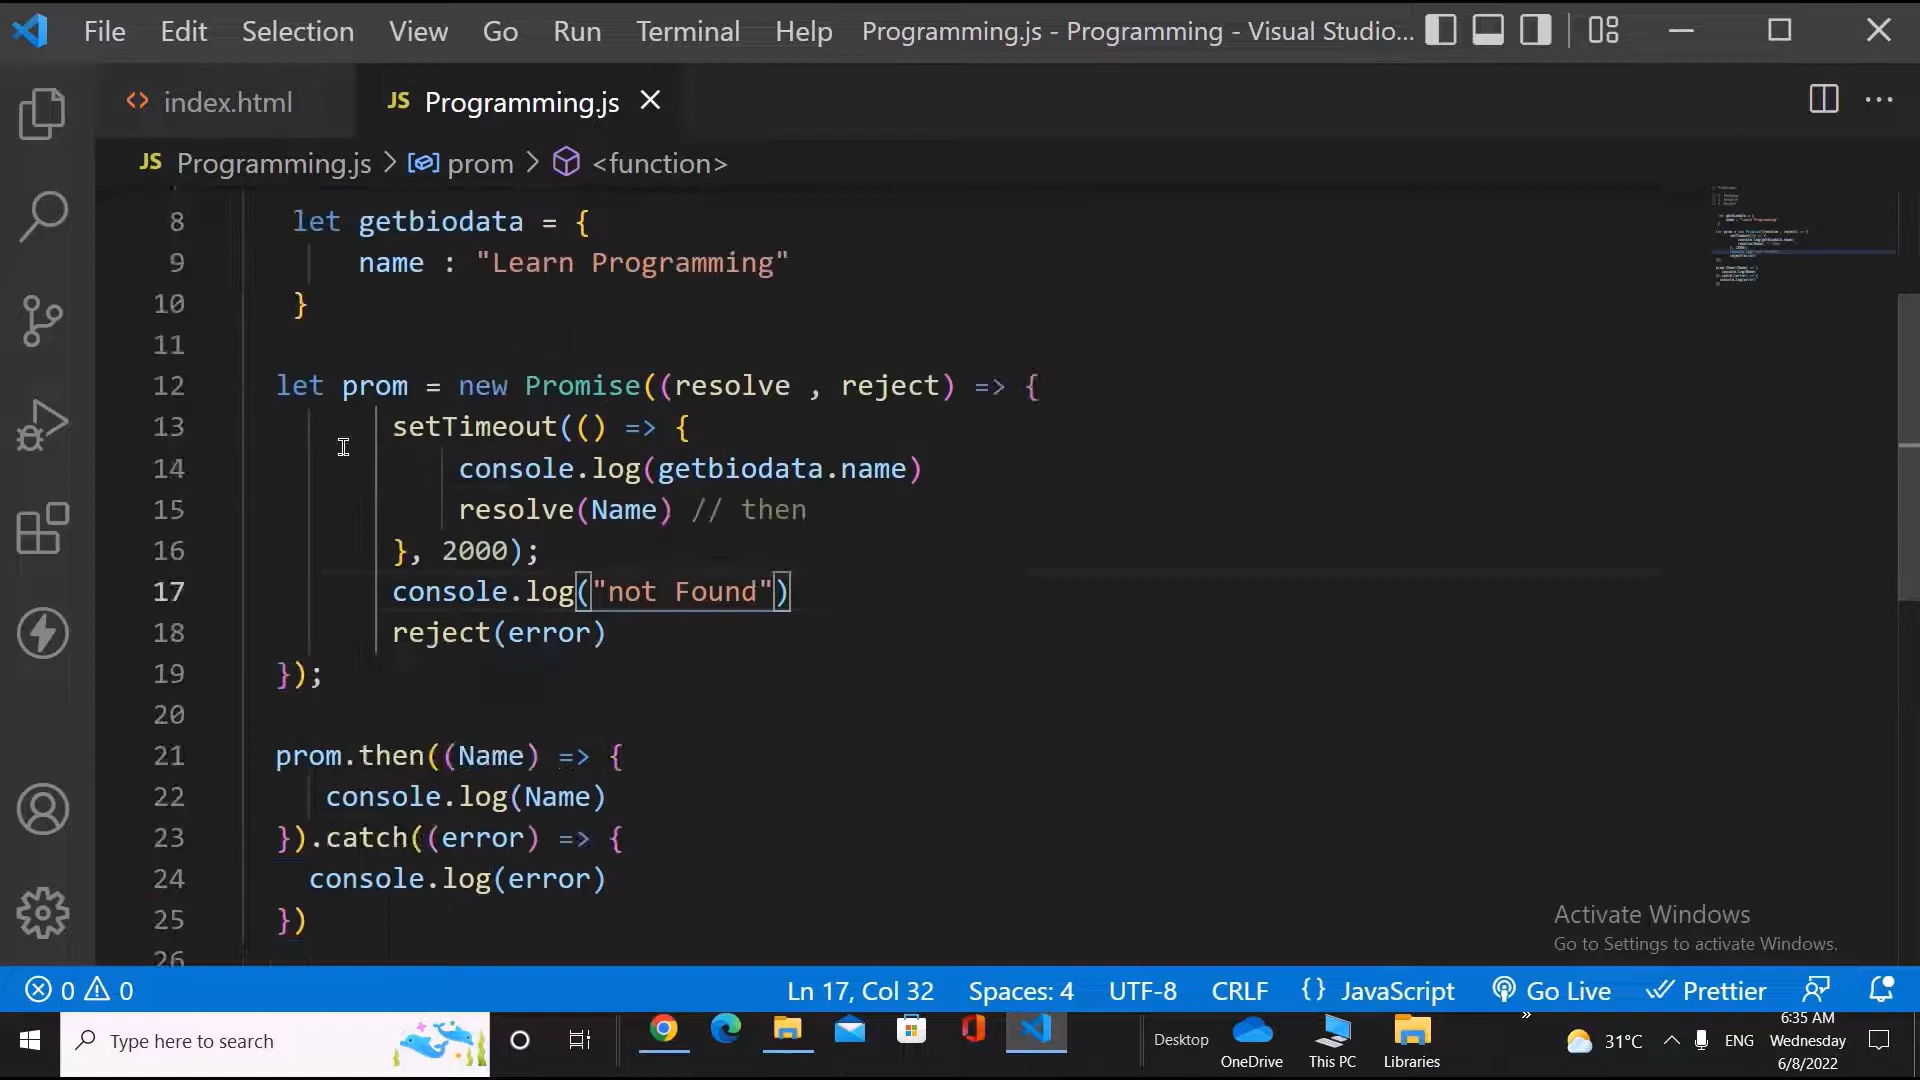 File Edit Selection View Go Run Terminal Help Programming.js - Programming - Visual Studio...
index.html JS Programming.js
JS Programming.js > prom > <function>
8 let getbiodata = {
9 name : "Learn Programming"
10 }
11
12 let prom = new Promise((resolve , reject) => {
13 setTimeout(() => {
14 console.log(getbiodata.name)
15 resolve(Name) // then
16 }, 2000);
17 console.log("not Found")
18 reject(error)
19 });
20
21 prom.then((Name) => {
22 console.log(Name)
23 }).catch((error) => {
24 console.log(error)
25 })
26
Activate Windows
Go to Settings to activate Windows.
0 0 Ln 17, Col 32 Spaces: 4 UTF-8 CRLF {} JavaScript Go Live Prettier
Type here to search Desktop » OneDrive This PC Libraries 31°C ENG 6:35 AM
Wednesday
6/8/2022